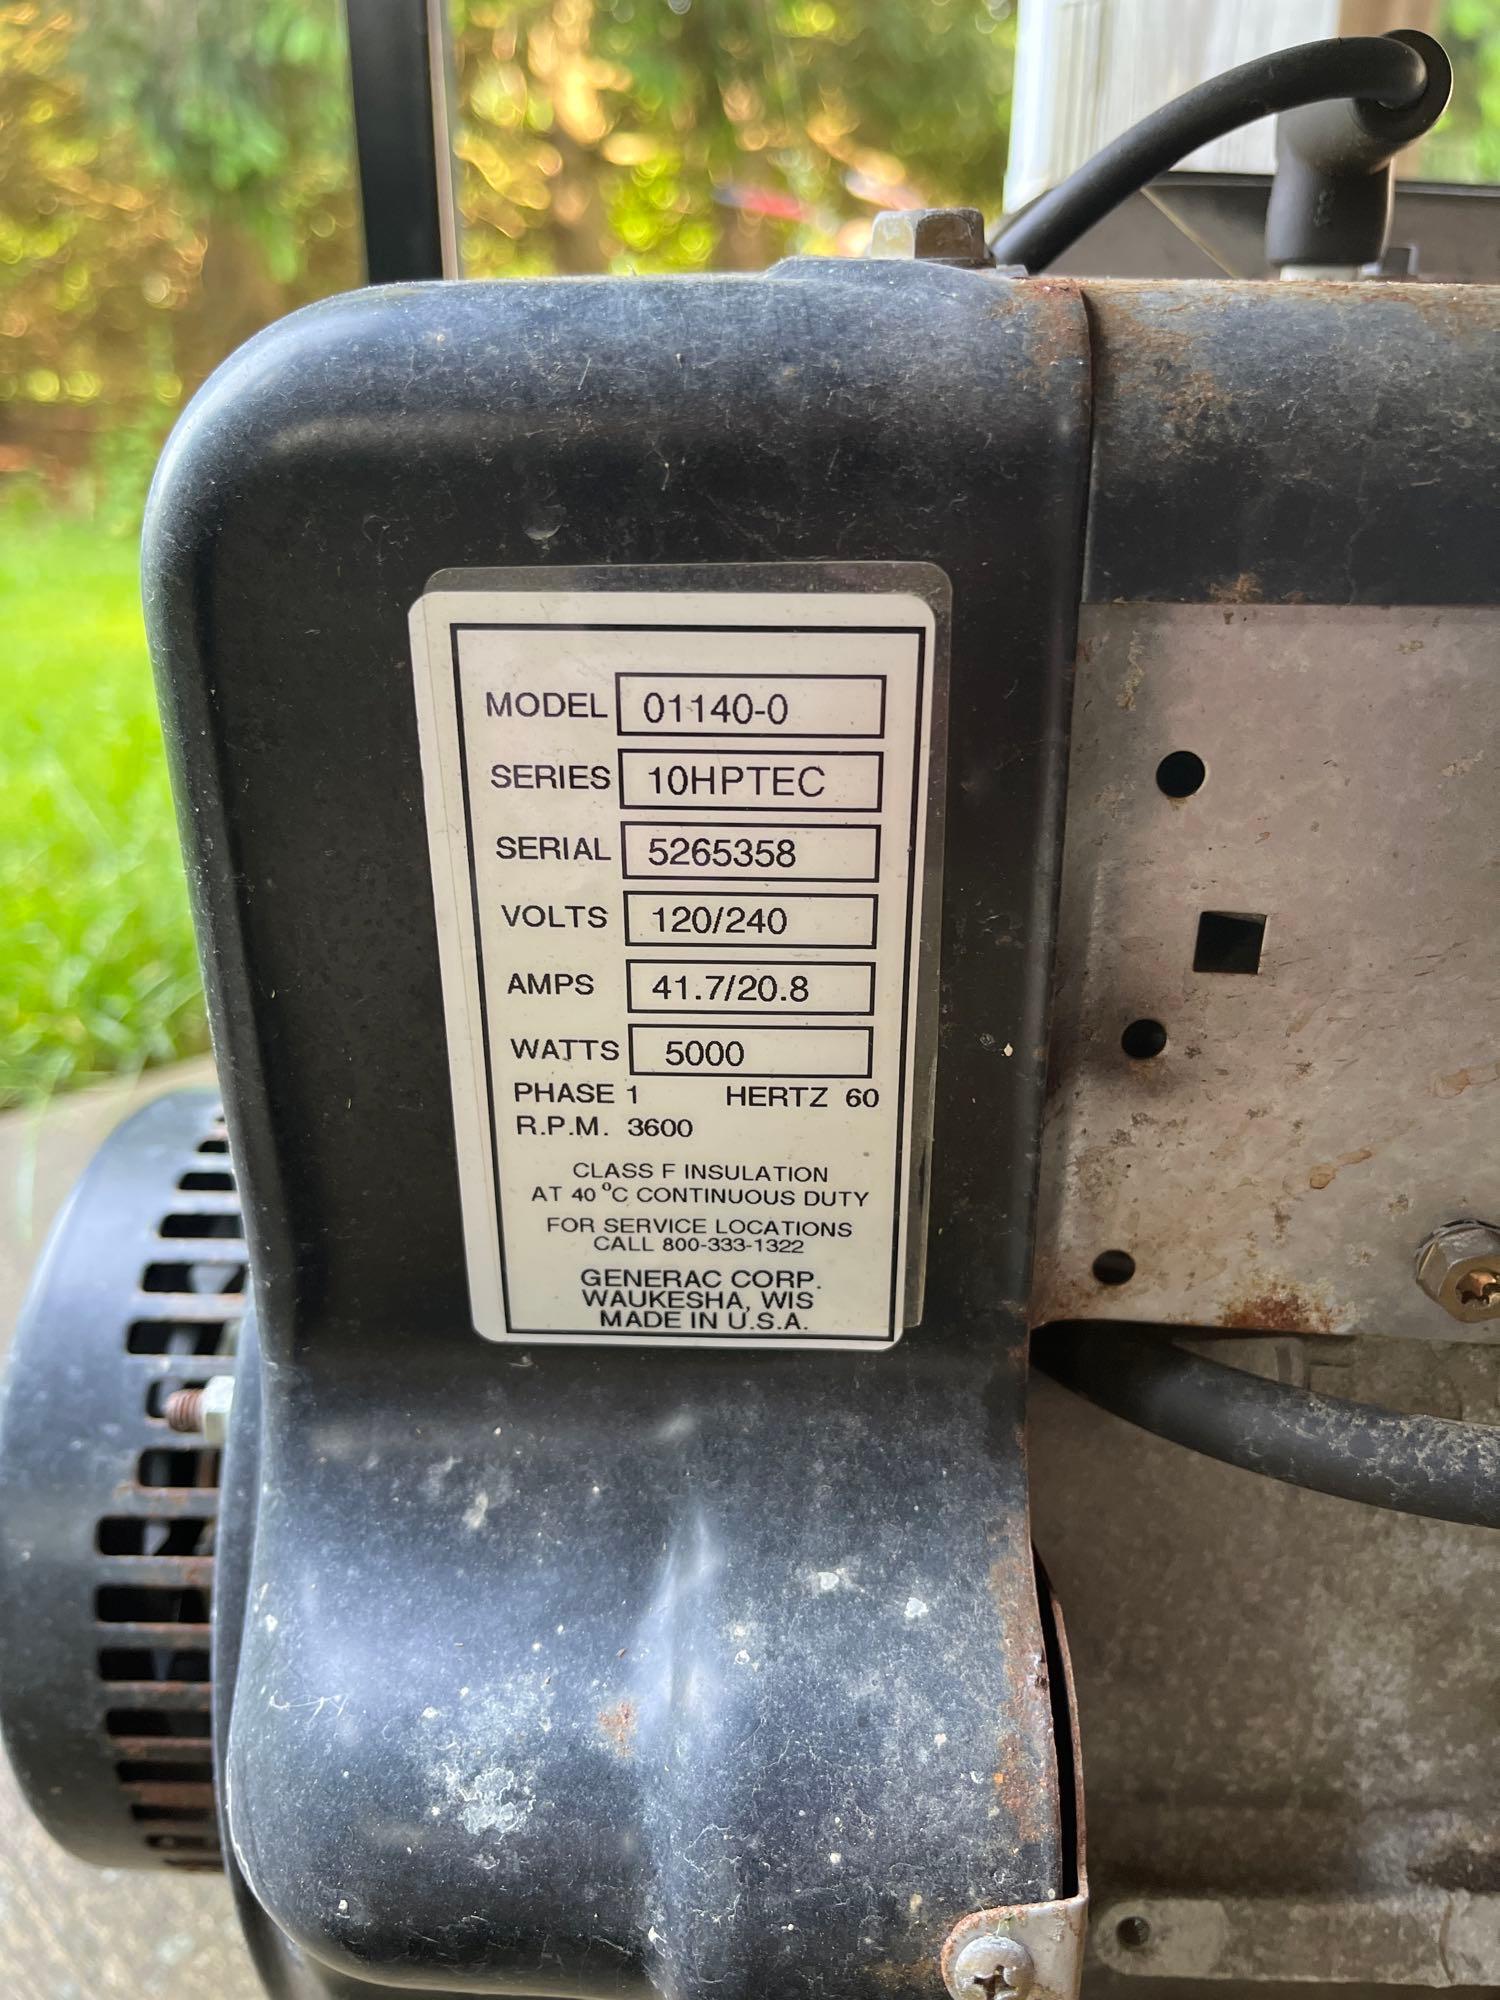 MODEL 01140-0
SERIES 10HPTEC
SERIAL 5265358
VOLTS 120/240
AMPS 41.7/20.8
WATTS 5000
PHASE 1 HERTZ 60
R.P.M. 3600
CLASS F INSULATION
AT 40 °C CONTINUOUS DUTY
FOR SERVICE LOCATIONS
CALL 800-333-1322
GENERAC CORP.
WAUKESHA, WIS
MADE IN U.S.A.